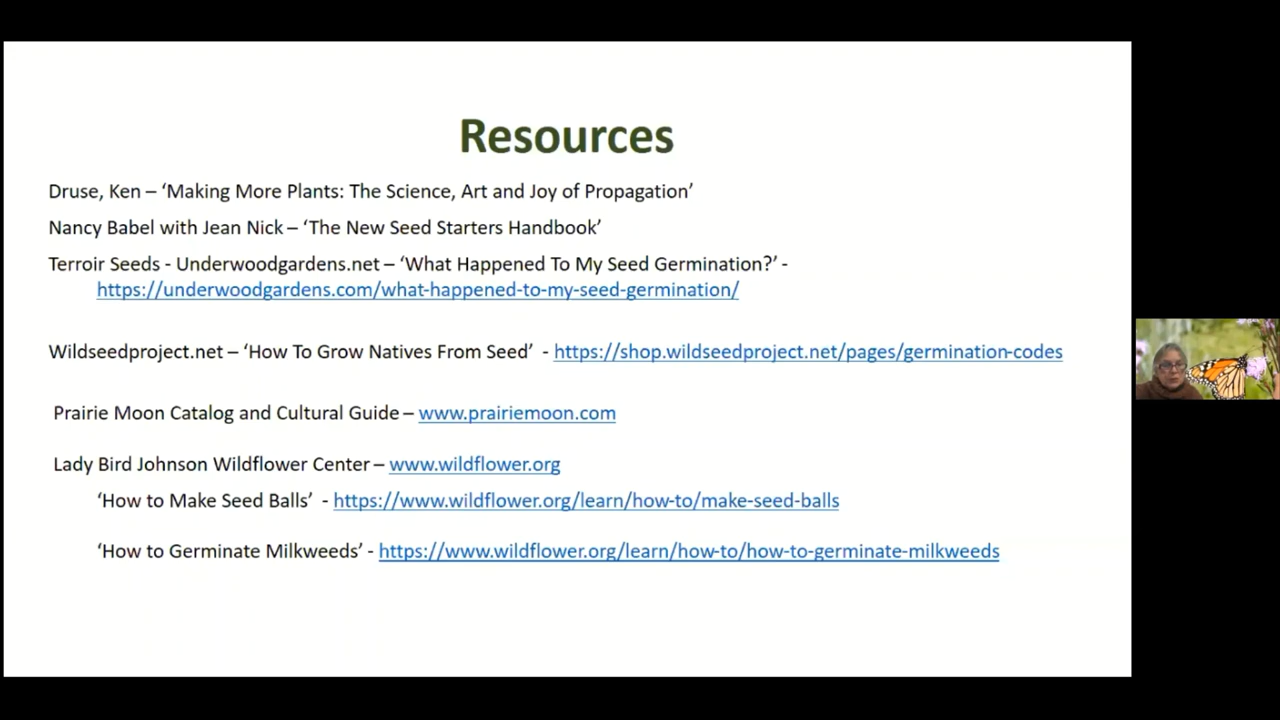 Resources
Druse, Ken – ‘Making More Plants: The Science, Art and Joy of Propagation’
Nancy Babel with Jean Nick – ‘The New Seed Starters Handbook’
Terroir Seeds - Underwoodgardens.net – ‘What Happened To My Seed Germination?’ -
https://underwoodgardens.com/what-happened-to-my-seed-germination/
Wildseedproject.net – ‘How To Grow Natives From Seed’ - https://shop.wildseedproject.net/pages/germination-codes
Prairie Moon Catalog and Cultural Guide – www.prairiemoon.com
Lady Bird Johnson Wildflower Center – www.wildflower.org
‘How to Make Seed Balls’ - https://www.wildflower.org/learn/how-to/make-seed-balls
‘How to Germinate Milkweeds’ - https://www.wildflower.org/learn/how-to/how-to-germinate-milkweeds